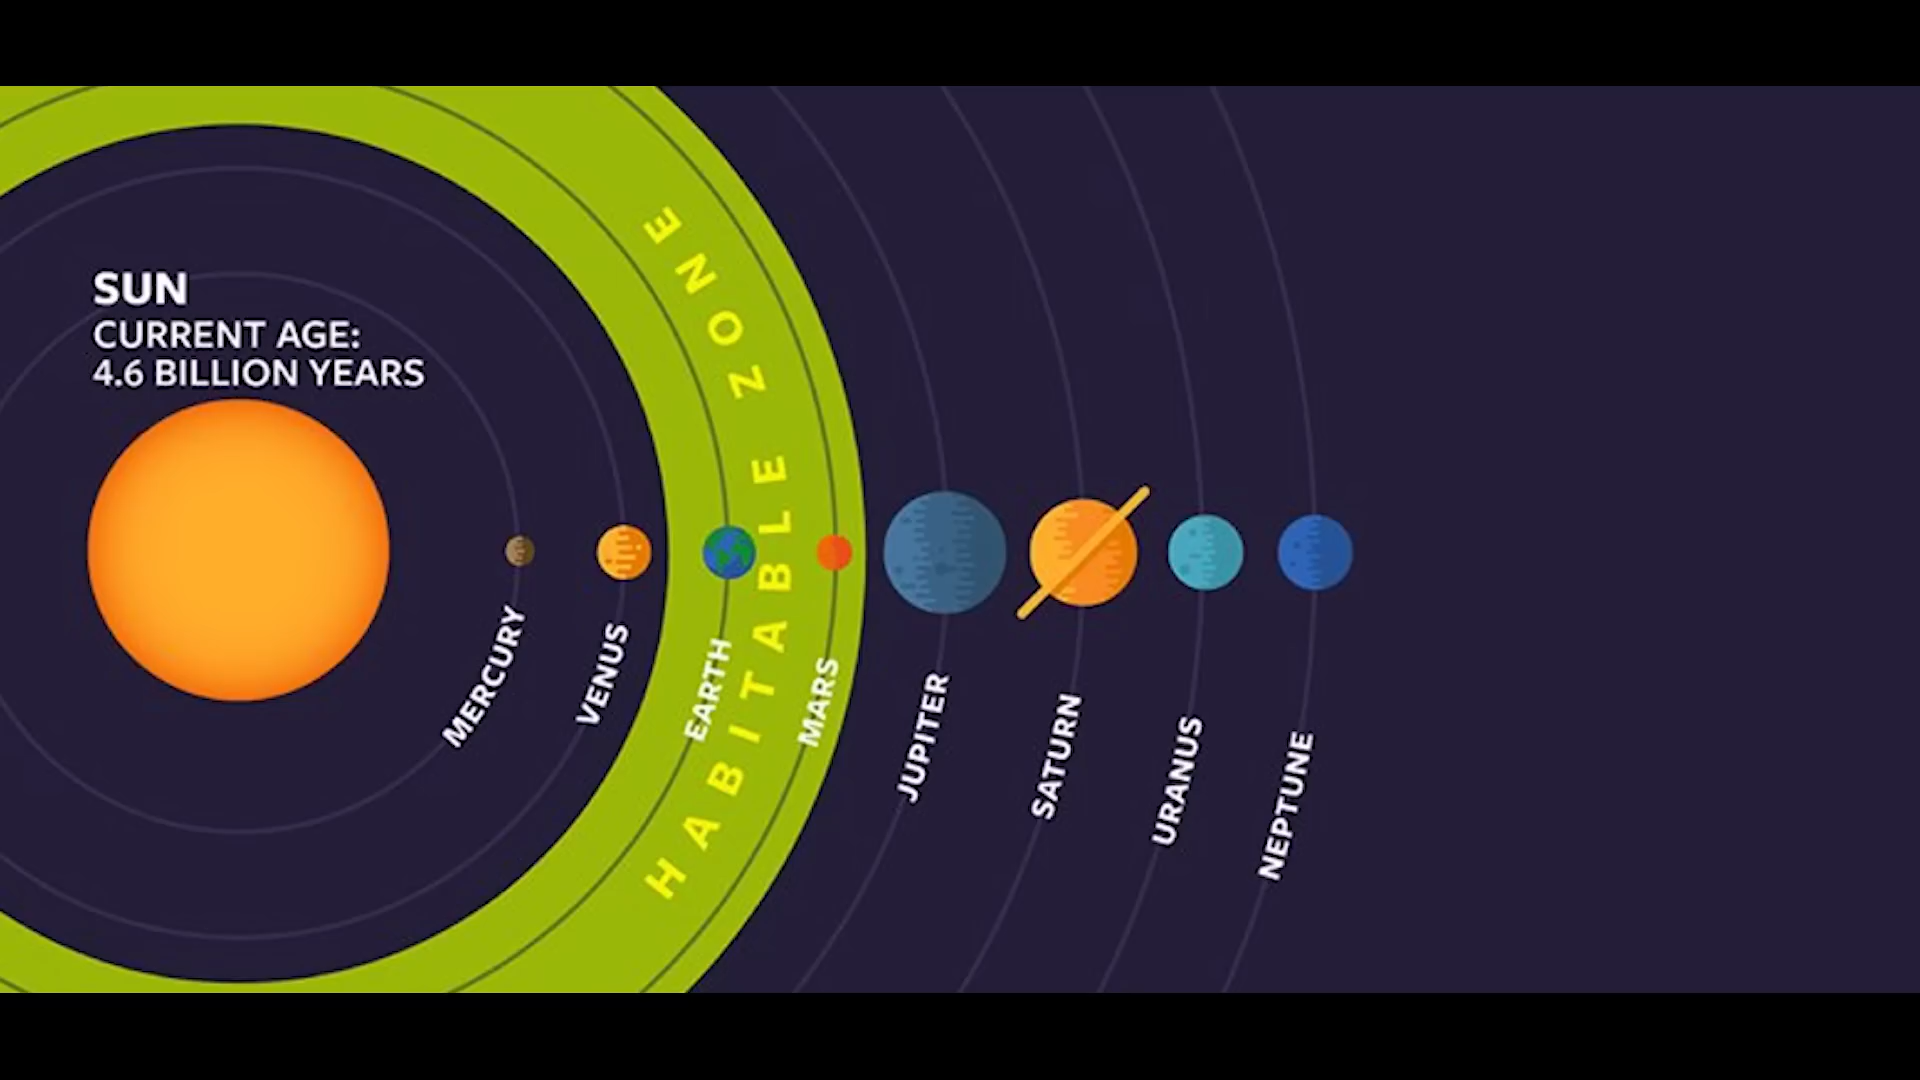 SUN
CURRENT AGE:
4.6 BILLION YEARS
MERCURY
VENUS
EARTH
HABITABLE ZONE
MARS
JUPITER
SATURN
URANUS
NEPTUNE